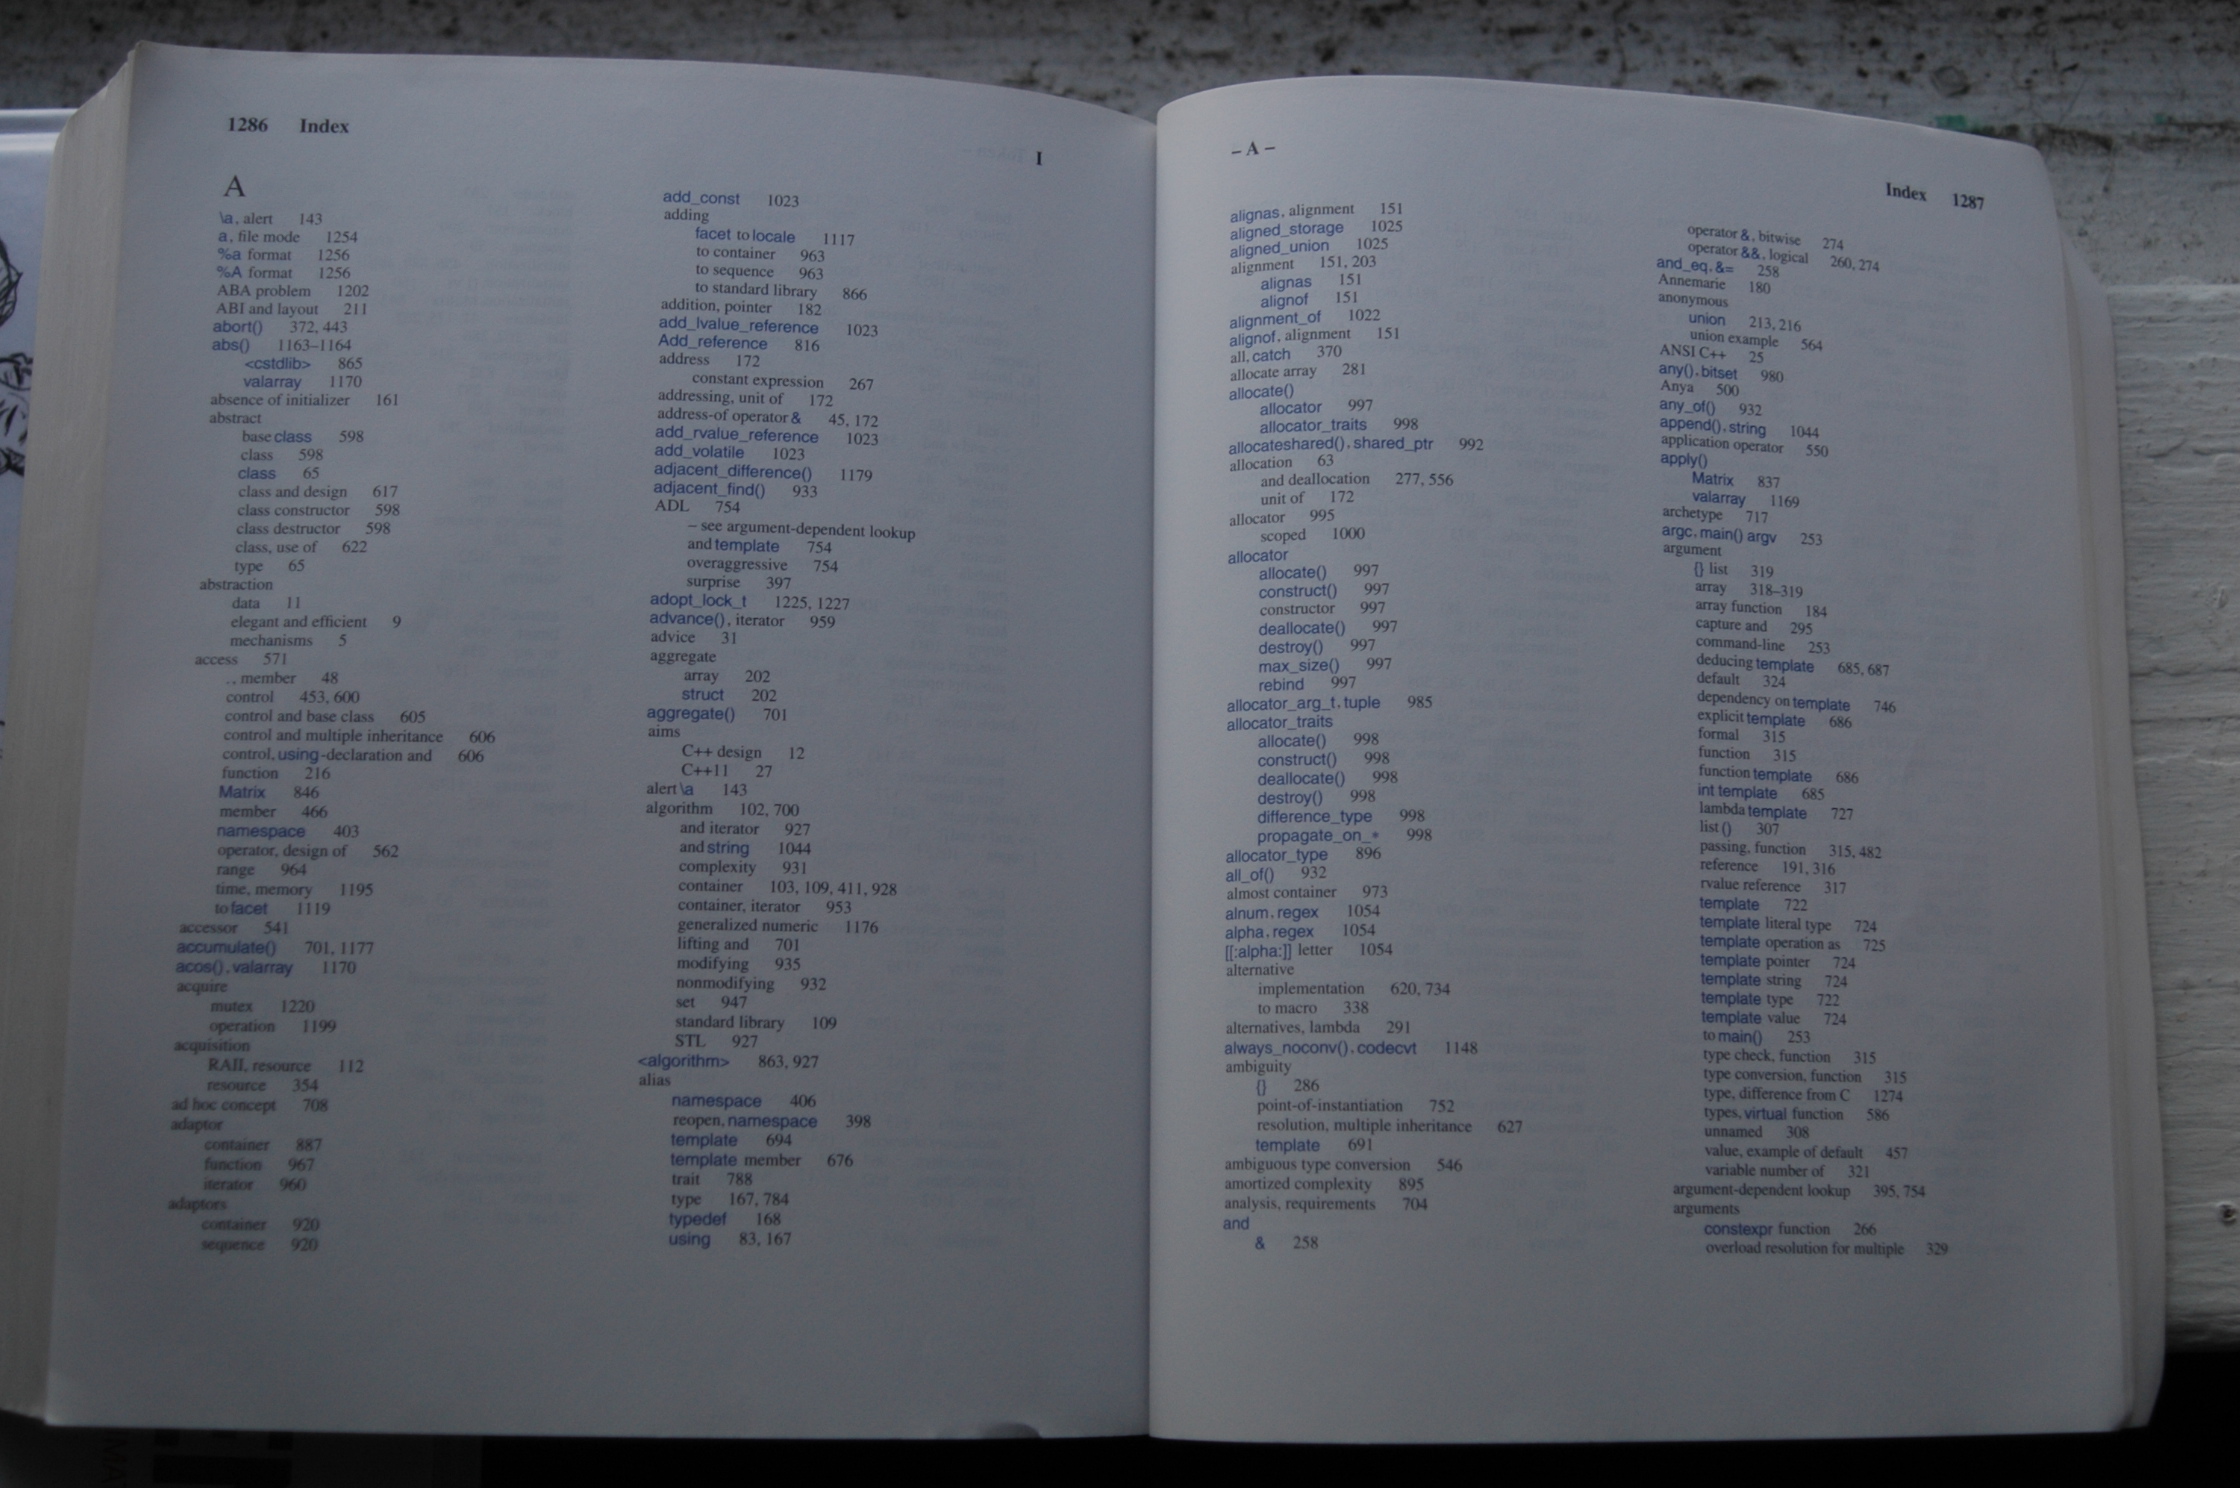 1286 Index
I
A
\a, alert 143
a, file mode 1254
%a format 1256
%A format 1256
ABA problem 1202
ABI and layout 211
abort() 372, 443
abs() 1163–1164
<cstdlib> 865
valarray 1170
absence of initializer 161
abstract
base class 598
class 598
class 65
class and design 617
class constructor 598
class destructor 598
class, use of 622
type 65
abstraction
data 11
elegant and efficient 9
mechanisms 5
access 571
., member 48
control 453, 600
control and base class 605
control and multiple inheritance 606
control, using-declaration and 606
function 216
Matrix 846
member 466
namespace 403
operator, design of 562
range 964
time, memory 1195
to facet 1119
accessor 541
accumulate() 701, 1177
acos(), valarray 1170
acquire
mutex 1220
operation 1199
acquisition
RAII, resource 112
resource 354
ad hoc concept 708
adaptor
container 887
function 967
iterator 960
adaptors
container 920
sequence 920
add_const 1023
adding
facet to locale 1117
to container 963
to sequence 963
to standard library 866
addition, pointer 182
add_lvalue_reference 1023
Add_reference 816
address 172
constant expression 267
addressing, unit of 172
address-of operator & 45, 172
add_rvalue_reference 1023
add_volatile 1023
adjacent_difference() 1179
adjacent_find() 933
ADL 754
– see argument-dependent lookup
and template 754
overaggressive 754
surprise 397
adopt_lock_t 1225, 1227
advance(), iterator 959
advice 31
aggregate
array 202
struct 202
aggregate() 701
aims
C++ design 12
C++11 27
alert \a 143
algorithm 102, 700
and iterator 927
and string 1044
complexity 931
container 103, 109, 411, 928
container, iterator 953
generalized numeric 1176
lifting and 701
modifying 935
nonmodifying 932
set 947
standard library 109
STL 927
<algorithm> 863, 927
alias
namespace 406
reopen, namespace 398
template 694
template member 676
trait 788
type 167, 784
typedef 168
using 83, 167
– A –
Index 1287
alignas, alignment 151
aligned_storage 1025
aligned_union 1025
alignment 151, 203
alignas 151
alignof 151
alignment_of 1022
alignof, alignment 151
all, catch 370
allocate array 281
allocate()
allocator 997
allocator_traits 998
allocateshared(), shared_ptr 992
allocation 63
and deallocation 277, 556
unit of 172
allocator 995
scoped 1000
allocator
allocate() 997
construct() 997
constructor 997
deallocate() 997
destroy() 997
max_size() 997
rebind 997
allocator_arg_t, tuple 985
allocator_traits
allocate() 998
construct() 998
deallocate() 998
destroy() 998
difference_type 998
propagate_on_* 998
allocator_type 896
all_of() 932
almost container 973
alnum, regex 1054
alpha, regex 1054
[[:alpha:]] letter 1054
alternative
implementation 620, 734
to macro 338
alternatives, lambda 291
always_noconv(), codecvt 1148
ambiguity
{} 286
point-of-instantiation 752
resolution, multiple inheritance 627
template 691
ambiguous type conversion 546
amortized complexity 895
analysis, requirements 704
and
& 258
operator &, bitwise 274
operator &&, logical 260, 274
and_eq, &= 258
Annemarie 180
anonymous
union 213, 216
union example 564
ANSI C++ 25
any(), bitset 980
Anya 500
any_of() 932
append(), string 1044
application operator 550
apply()
Matrix 837
valarray 1169
archetype 717
argc, main() argv 253
argument
{} list 319
array 318–319
array function 184
capture and 295
command-line 253
deducing template 685, 687
default 324
dependency on template 746
explicit template 686
formal 315
function 315
function template 686
int template 685
lambda template 727
list () 307
passing, function 315, 482
reference 191, 316
rvalue reference 317
template 722
template literal type 724
template operation as 725
template pointer 724
template string 724
template type 722
template value 724
to main() 253
type check, function 315
type conversion, function 315
type, difference from C 1274
types, virtual function 586
unnamed 308
value, example of default 457
variable number of 321
argument-dependent lookup 395, 754
arguments
constexpr function 266
overload resolution for multiple 329